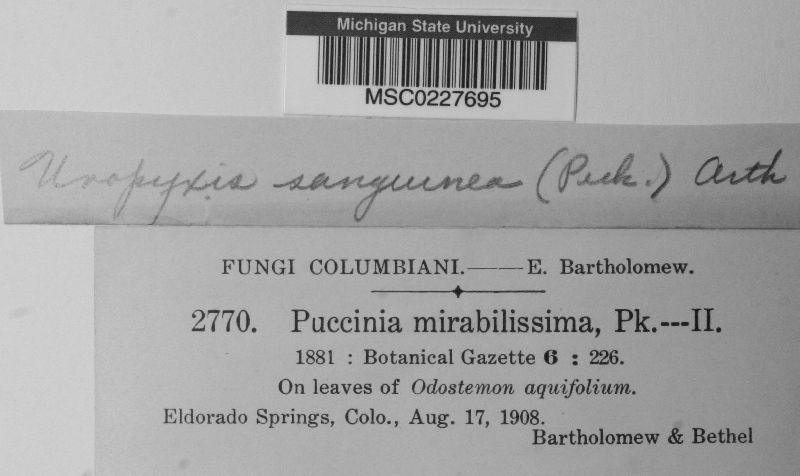 Michigan State University
MSC0227695
Uropyxis sanguinea (Peck.) Arth
FUNGI COLUMBIANI.——E. Bartholomew.
2770. Puccinia mirabilissima, Pk.---II.
1881 : Botanical Gazette 6 : 226.
On leaves of Odostemon aquifolium.
Eldorado Springs, Colo., Aug. 17, 1908.
Bartholomew & Bethel